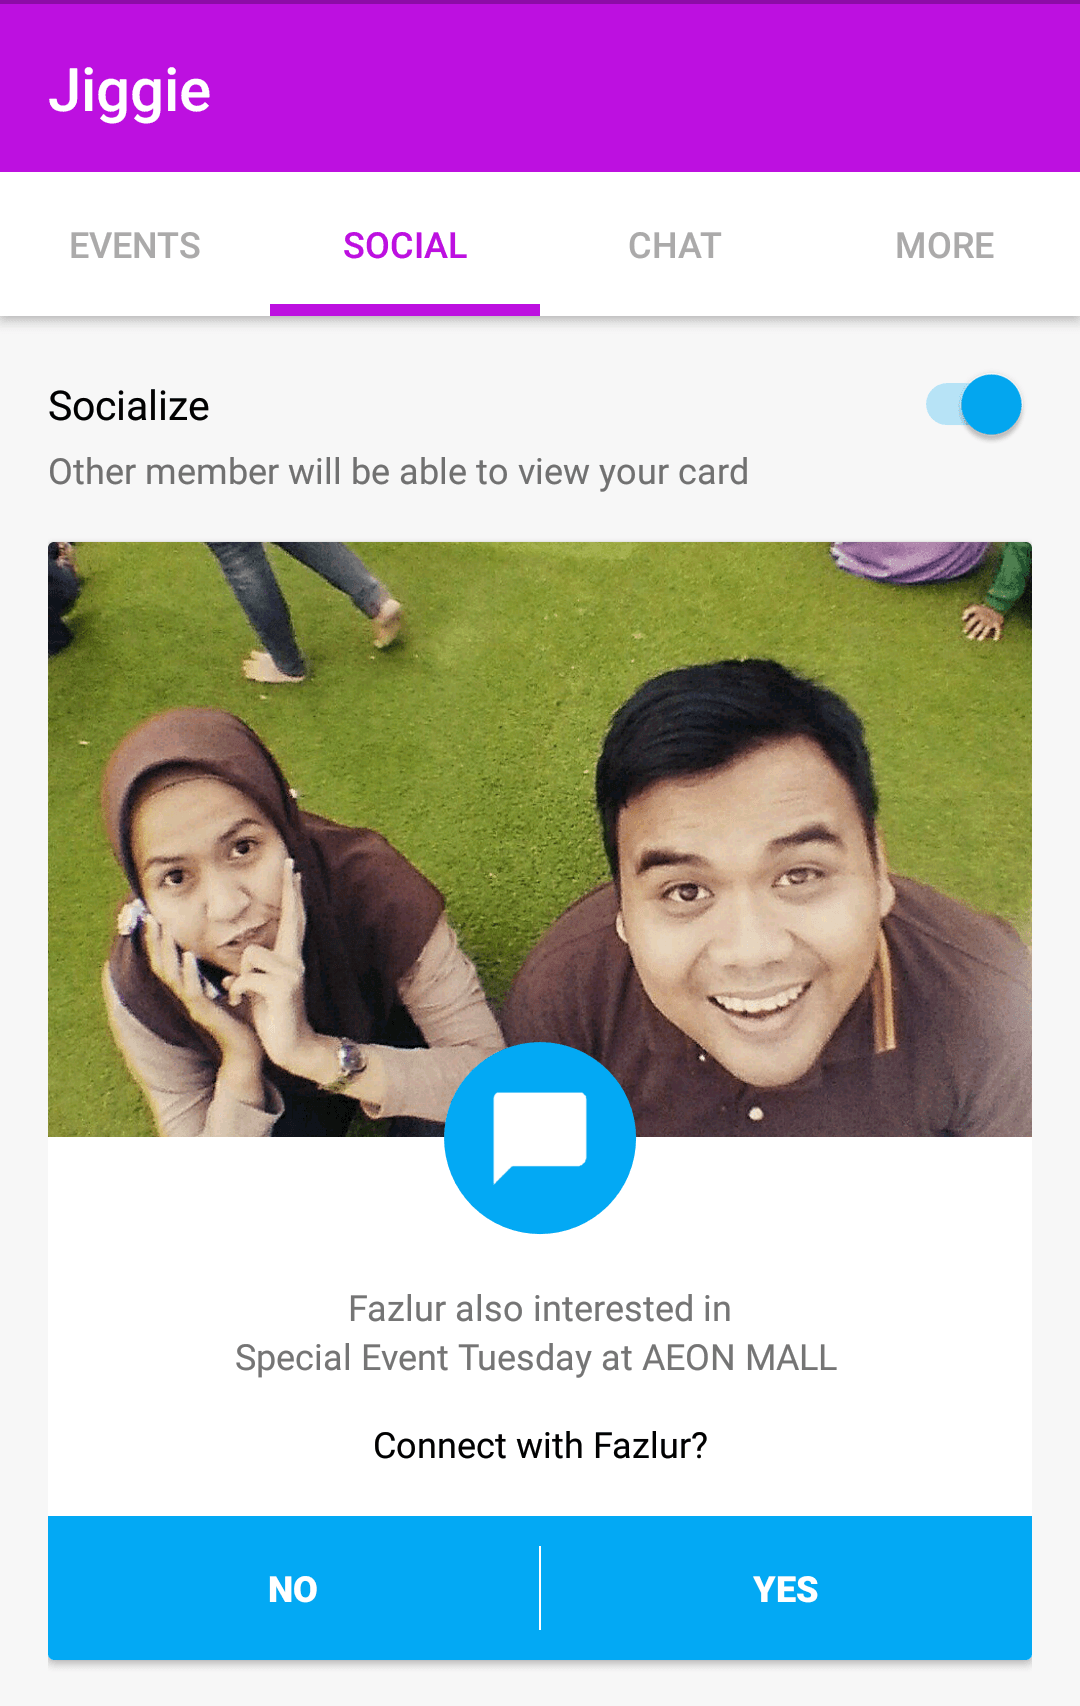 Jiggie
EVENTS
SOCIAL
CHAT
MORE
Socialize
Other member will be able to view your card
Fazlur also interested in
Special Event Tuesday at AEON MALL
Connect with Fazlur?
NO
YES